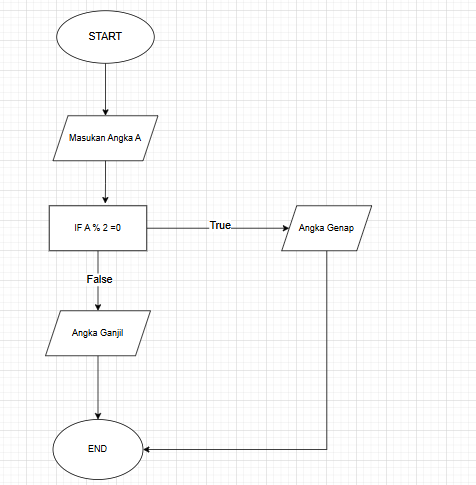 START
Masukan Angka A
IF A % 2 =0
True
Angka Genap
False
Angka Ganjil
END